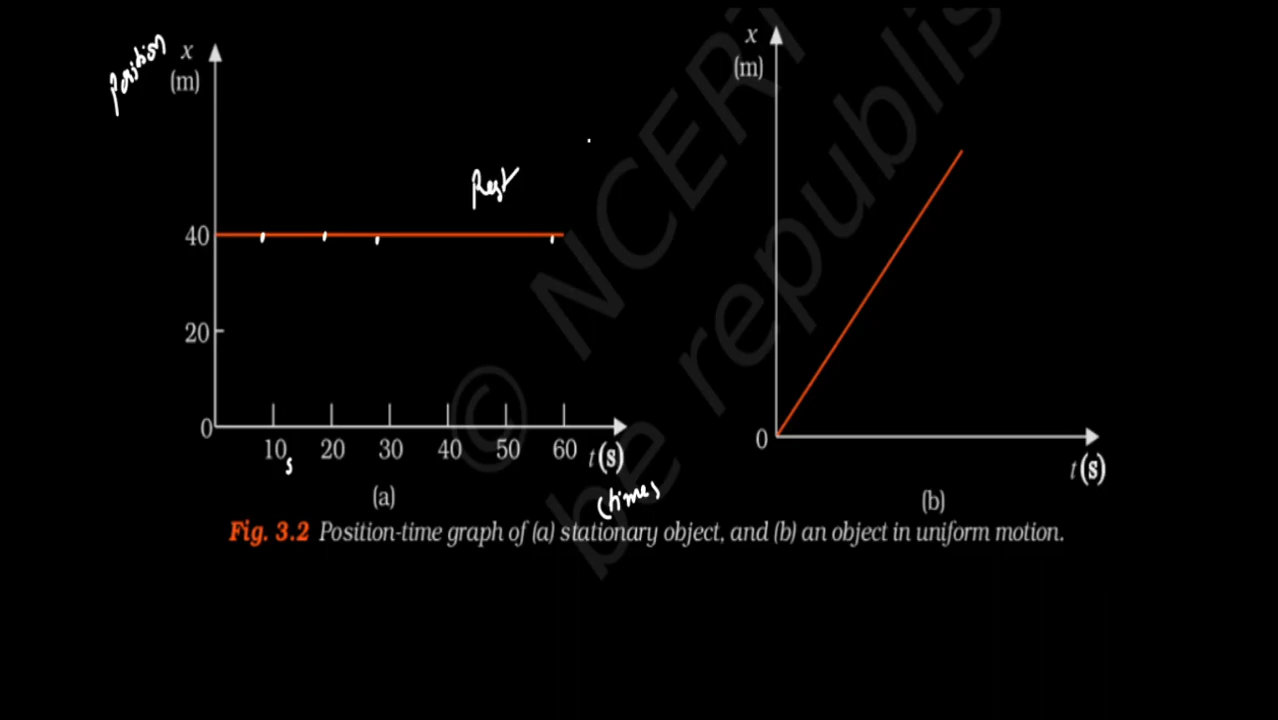 Position
x
(m)
Rest
40
20
0
10 20 30 40 50 60 t(s)
s
(a)
(time)
x
(m)
0
t(s)
(b)
© NCERT
be republis
Fig. 3.2 Position-time graph of (a) stationary object, and (b) an object in uniform motion.